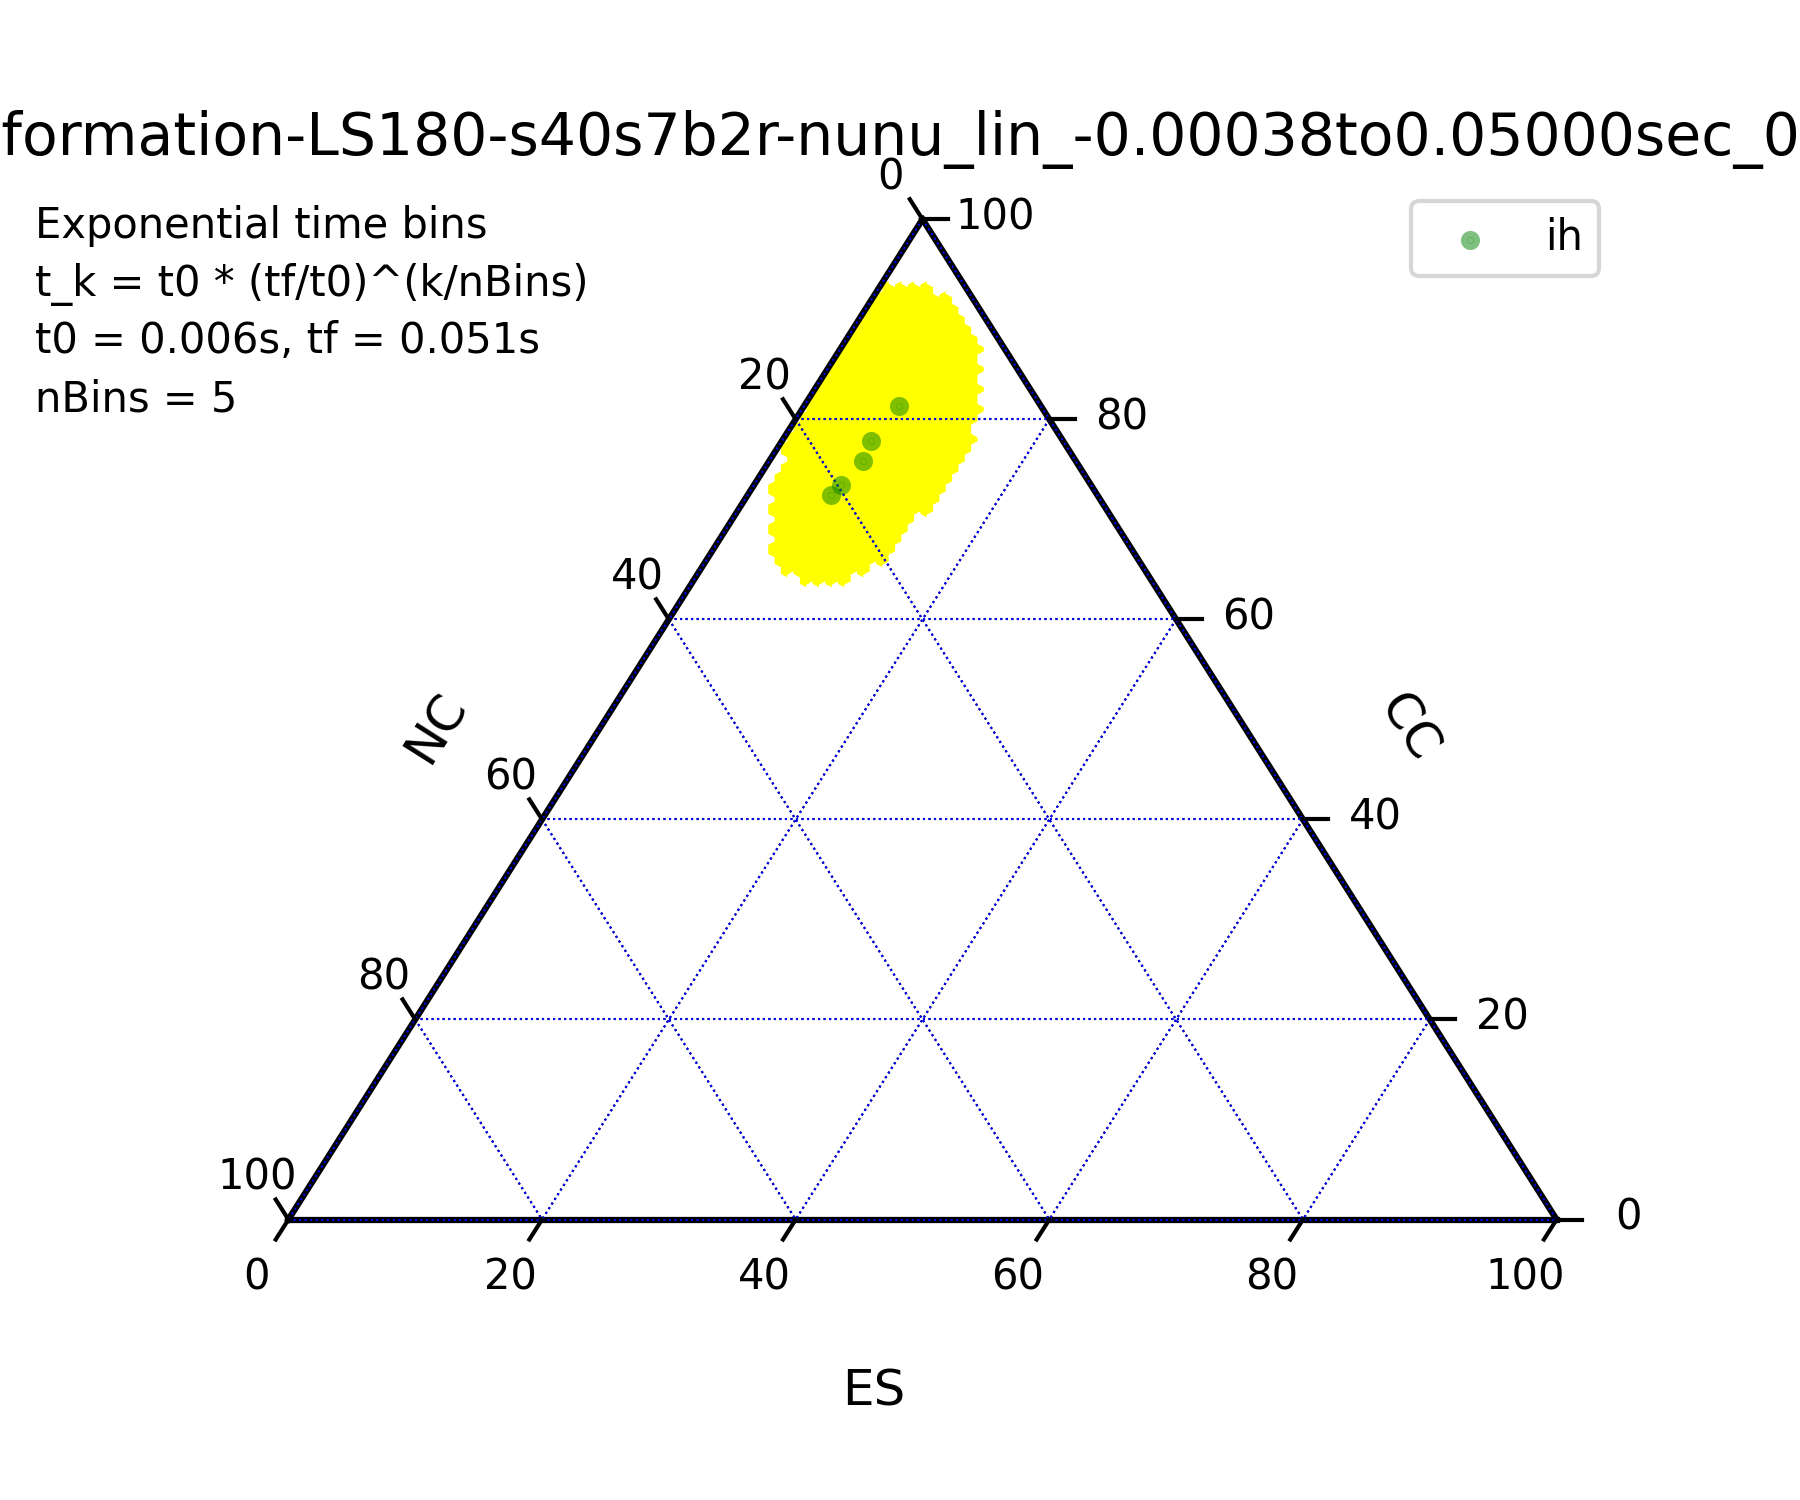 formation-LS180-s40s7b2r-nunu_lin_-0.00038to0.05000sec_0
Exponential time bins
t_k = t0 * (tf/t0)^(k/nBins)
t0 = 0.006s, tf = 0.051s
nBins = 5
ih
0
100
20
80
40
60
NC
CC
60
40
80
20
100
0
0
20
40
60
80
100
ES